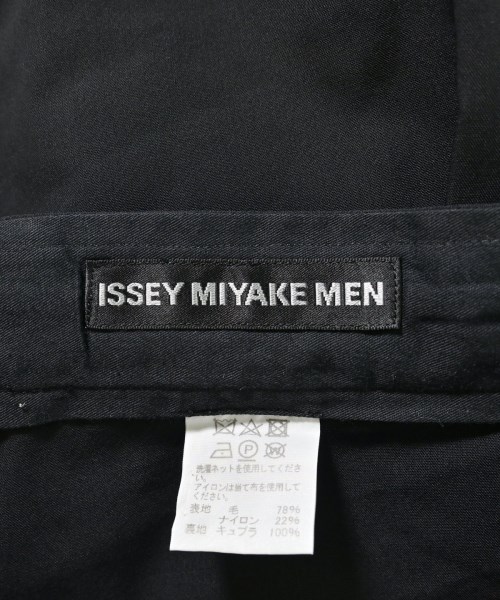 ISSEY MIYAKE MEN
洗濯ネットを使用してくださ
い。
アイロンは当て布を使用して
ください。
表地 毛 78%
ナイロン 22%
裏地 キュプラ 100%